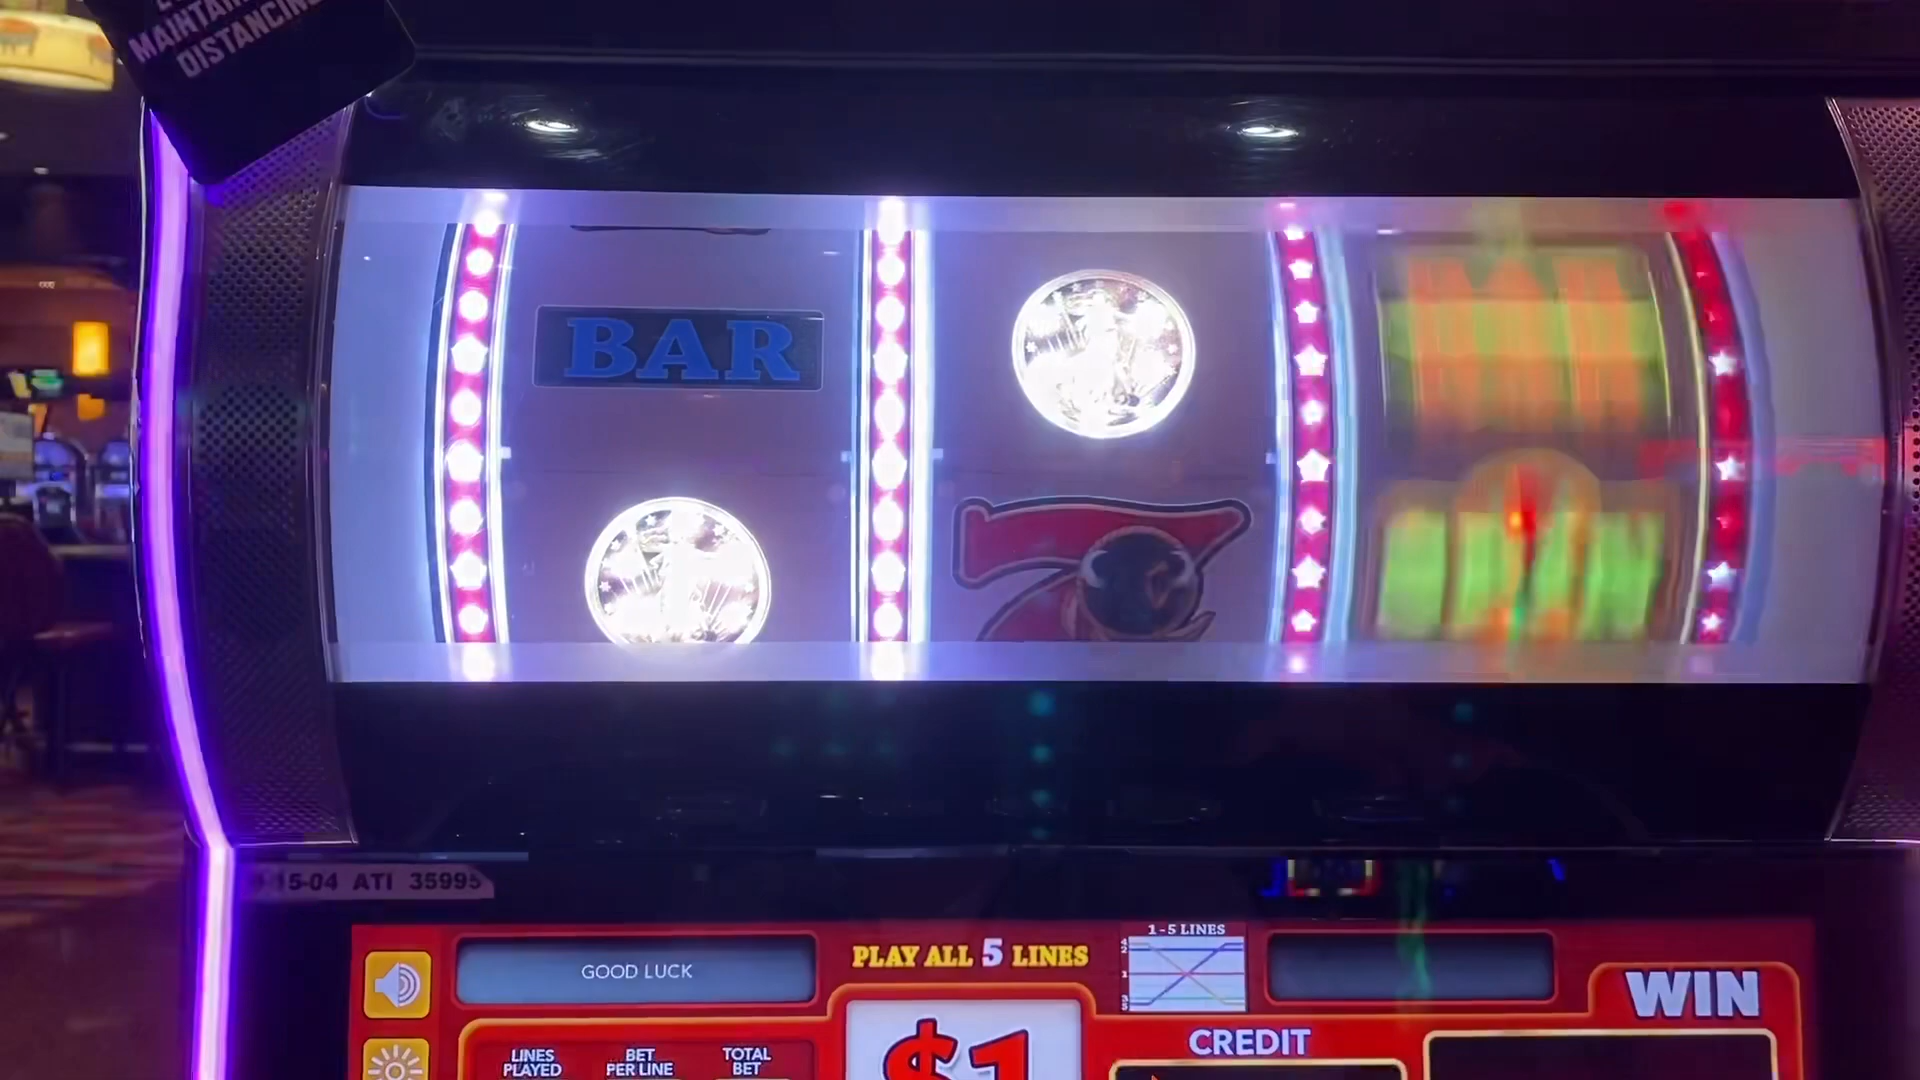 MAINTAIN
DISTANCING
BAR
7
15-04 ATI 35995
GOOD LUCK
PLAY ALL 5 LINES
1-5 LINES
WIN
CREDIT
LINES PLAYED
BET PER LINE
TOTAL BET
$1